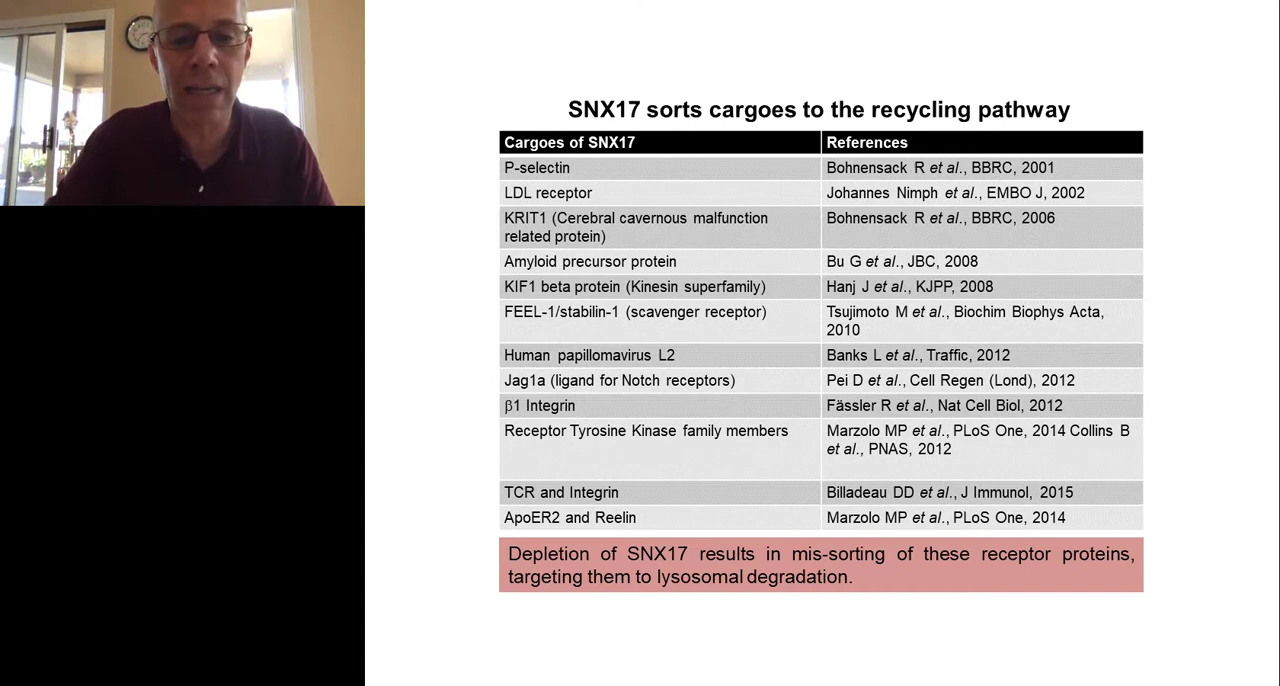 SNX17 sorts cargoes to the recycling pathway
Cargoes of SNX17 References
P-selectin Bohnensack R et al., BBRC, 2001
LDL receptor Johannes Nimph et al., EMBO J, 2002
KRIT1 (Cerebral cavernous malfunction Bohnensack R et al., BBRC, 2006
related protein)
Amyloid precursor protein Bu G et al., JBC, 2008
KIF1 beta protein (Kinesin superfamily) Hanj J et al., KJPP, 2008
FEEL-1/stabilin-1 (scavenger receptor) Tsujimoto M et al., Biochim Biophys Acta,
2010
Human papillomavirus L2 Banks L et al., Traffic, 2012
Jag1a (ligand for Notch receptors) Pei D et al., Cell Regen (Lond), 2012
β1 Integrin Fässler R et al., Nat Cell Biol, 2012
Receptor Tyrosine Kinase family members Marzolo MP et al., PLoS One, 2014 Collins B
et al., PNAS, 2012
TCR and Integrin Billadeau DD et al., J Immunol, 2015
ApoER2 and Reelin Marzolo MP et al., PLoS One, 2014
Depletion of SNX17 results in mis-sorting of these receptor proteins,
targeting them to lysosomal degradation.